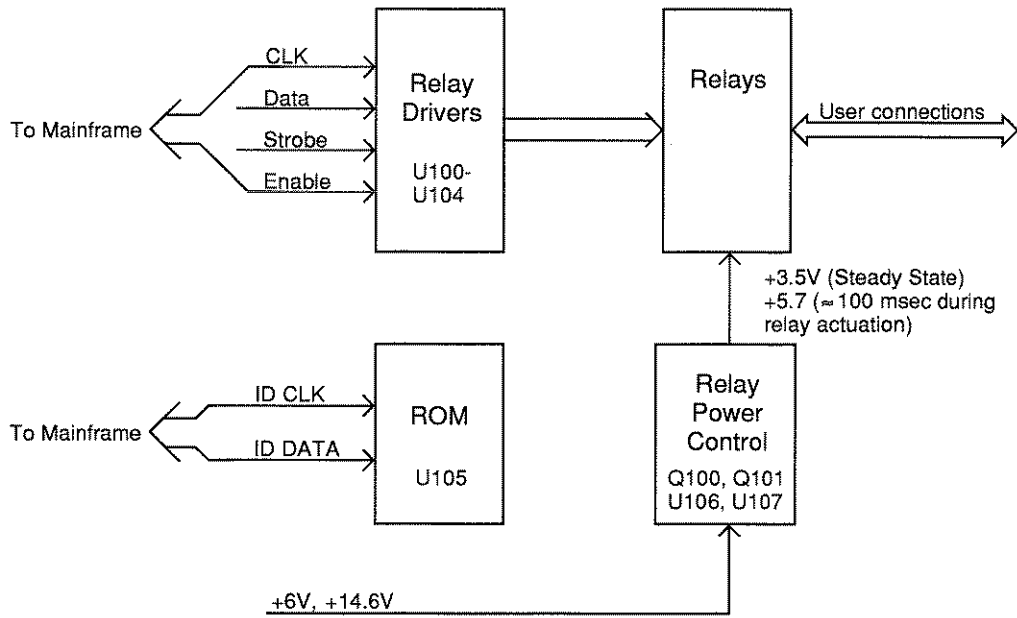 To Mainframe
CLK
Data
Strobe
Enable
Relay
Drivers
U100-
U104
Relays
User connections
+3.5V (Steady State)
+5.7 (≈ 100 msec during
relay actuation)
To Mainframe
ID CLK
ID DATA
ROM
U105
Relay
Power
Control
Q100, Q101
U106, U107
+6V, +14.6V